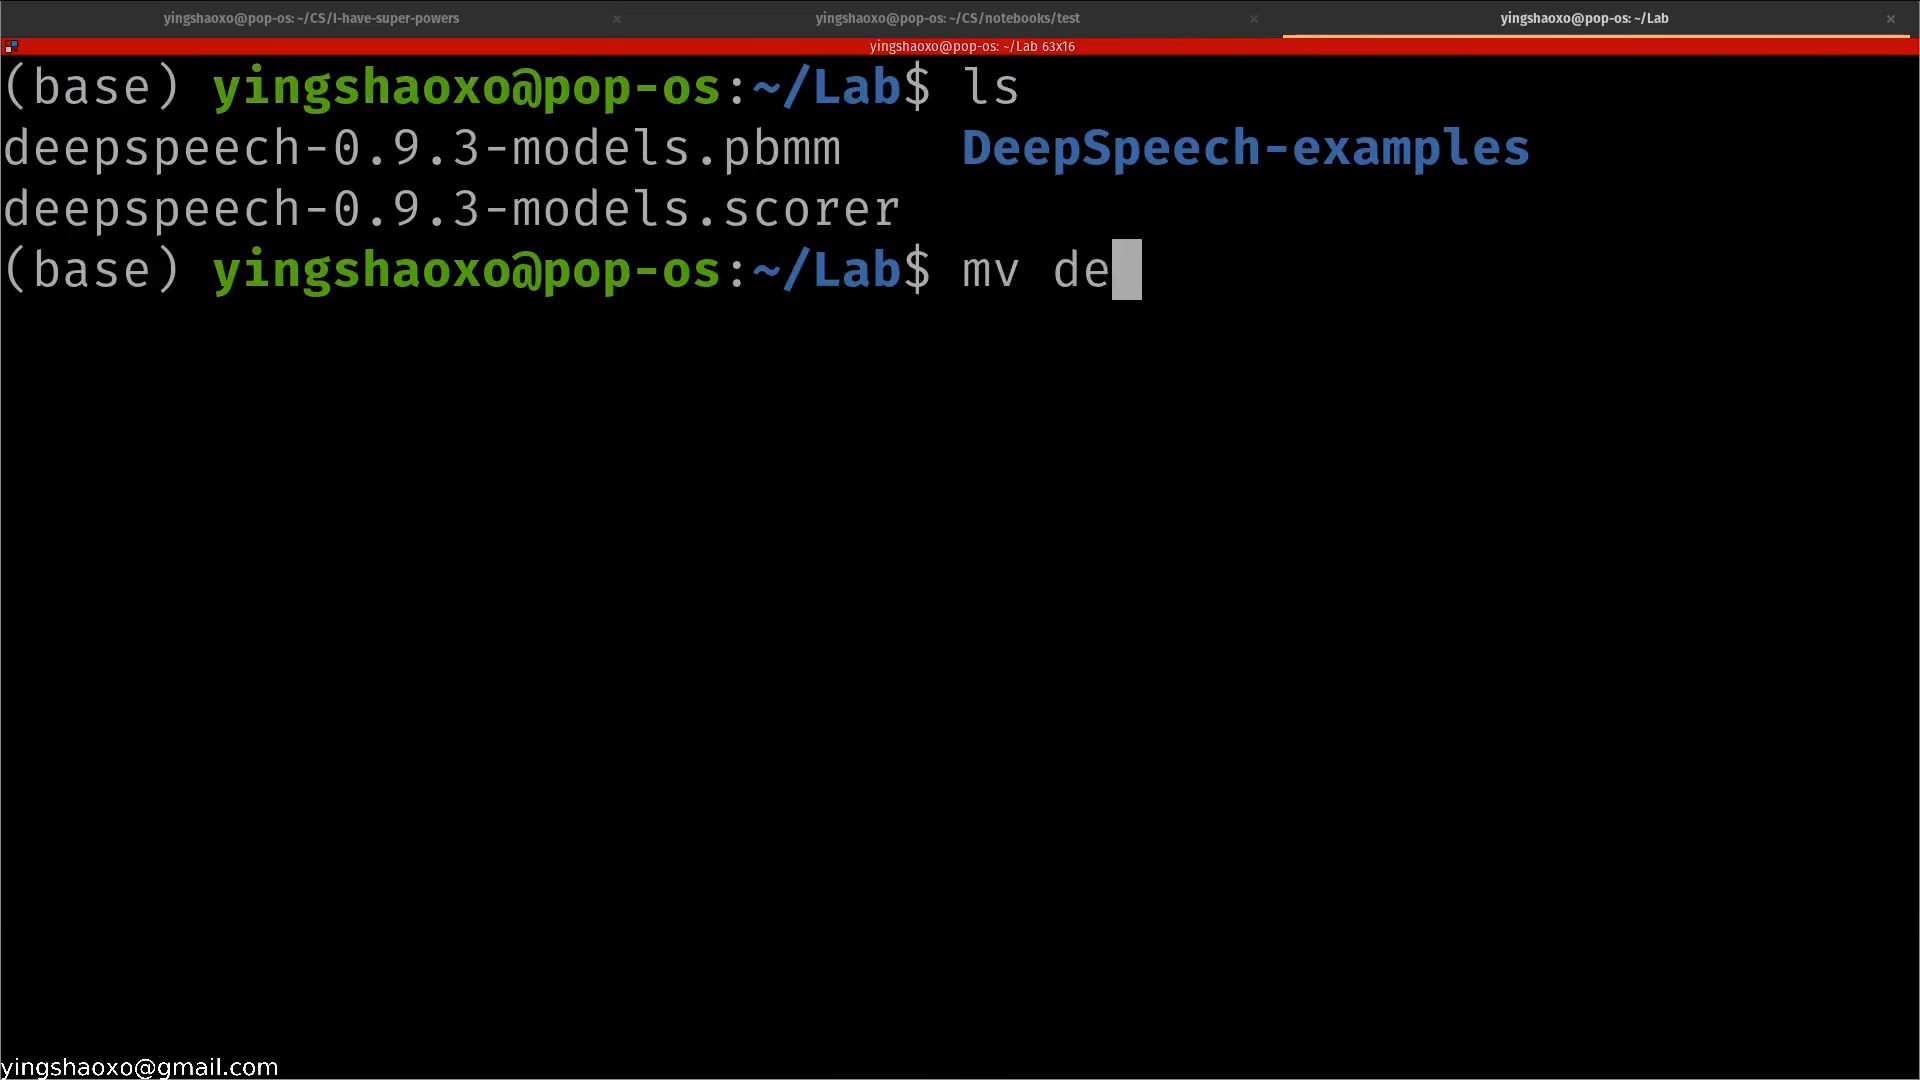 yingshaoxo@pop-os: ~/CS/I-have-super-powers × yingshaoxo@pop-os: ~/CS/notebooks/test × yingshaoxo@pop-os: ~/Lab ×
yingshaoxo@pop-os: ~/Lab 63x16
(base) yingshaoxo@pop-os:~/Lab$ ls
deepspeech-0.9.3-models.pbmm    DeepSpeech-examples
deepspeech-0.9.3-models.scorer
(base) yingshaoxo@pop-os:~/Lab$ mv de
yingshaoxo@gmail.com